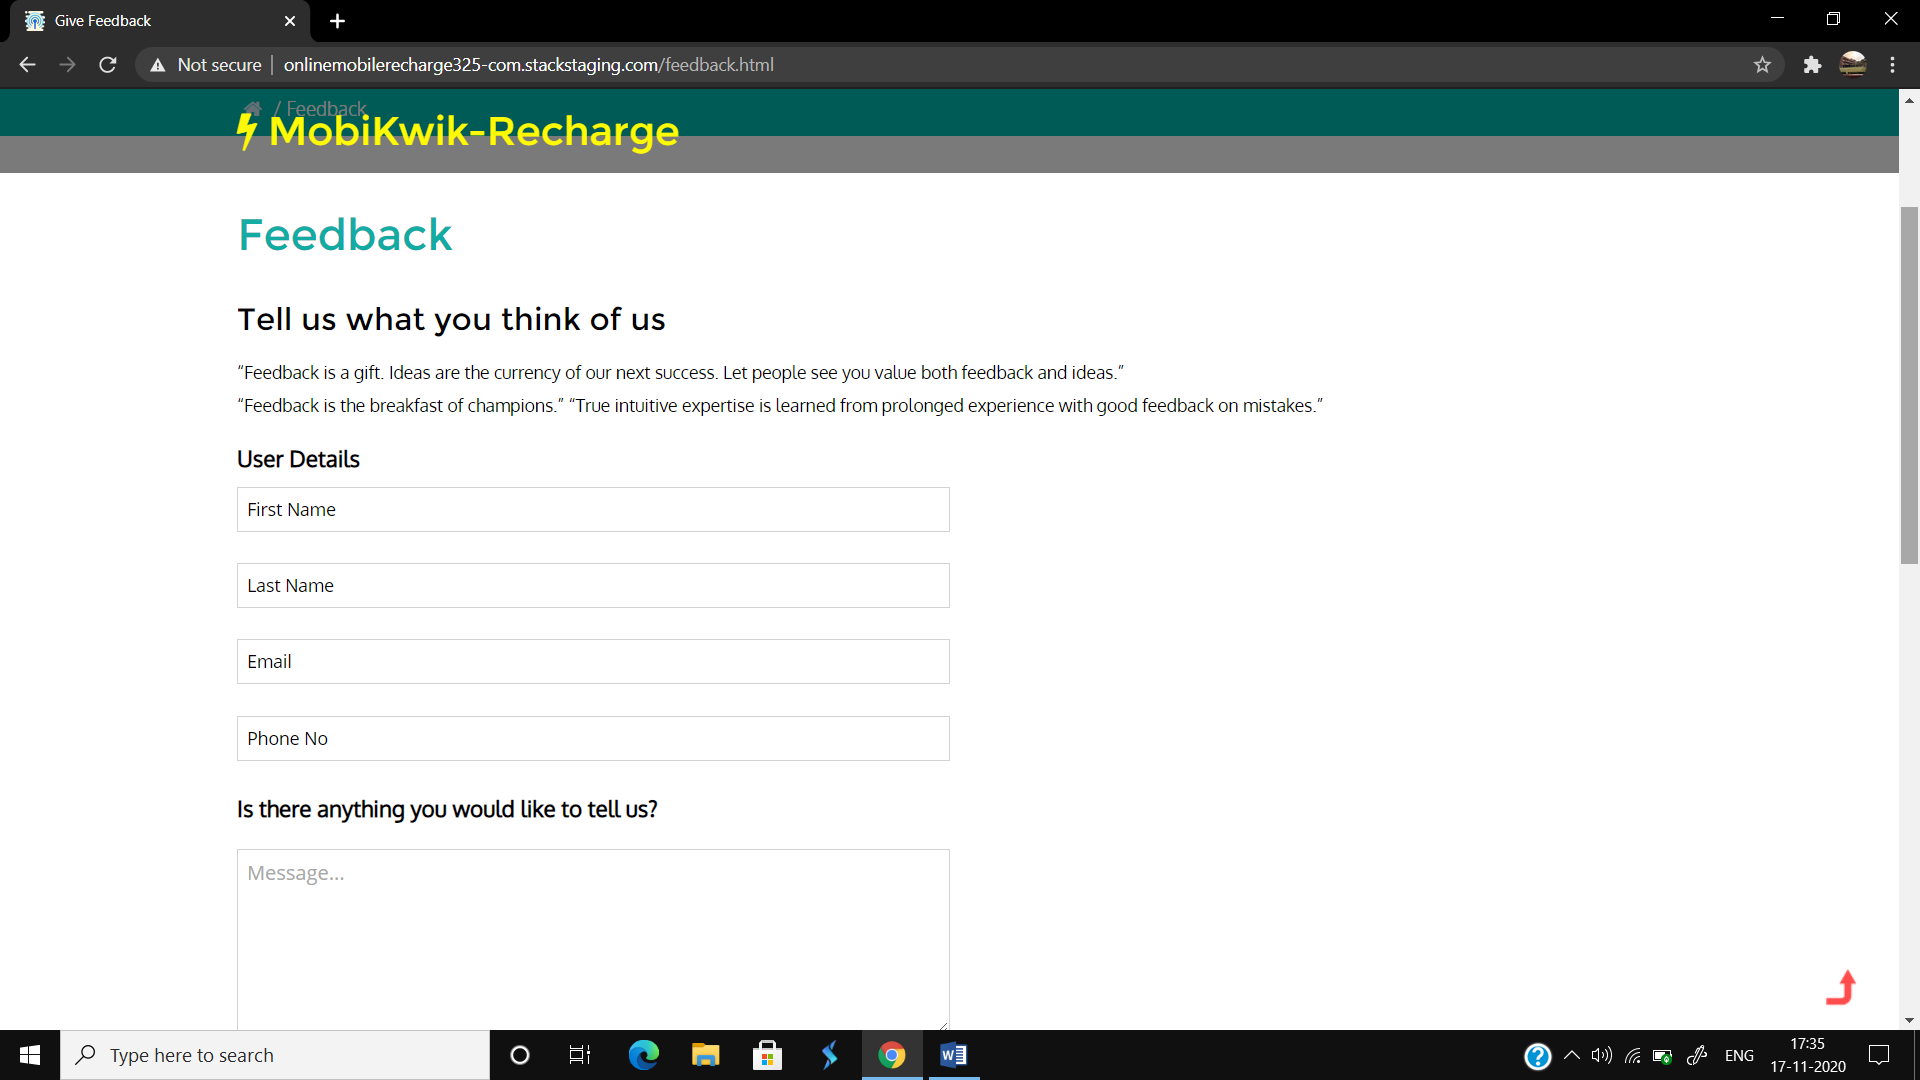 Give Feedback
Not secure
onlinemobilerecharge325-com.stackstaging.com/feedback.html
/ Feedback
MobiKwik-Recharge
Feedback
Tell us what you think of us
“Feedback is a gift. Ideas are the currency of our next success. Let people see you value both feedback and ideas.”
“Feedback is the breakfast of champions.” “True intuitive expertise is learned from prolonged experience with good feedback on mistakes.”
User Details
First Name
Last Name
Email
Phone No
Is there anything you would like to tell us?
Message...
Type here to search
ENG
17:35
17-11-2020